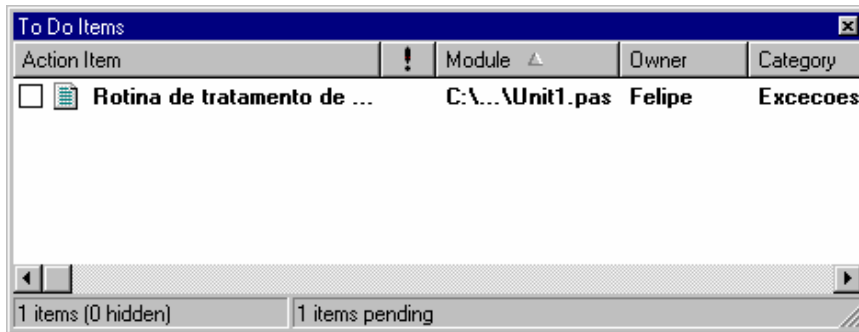 To Do Items
Action Item ! Module Owner Category
Rotina de tratamento de ... C:\...\Unit1.pas Felipe Excecoes
1 items (0 hidden) 1 items pending